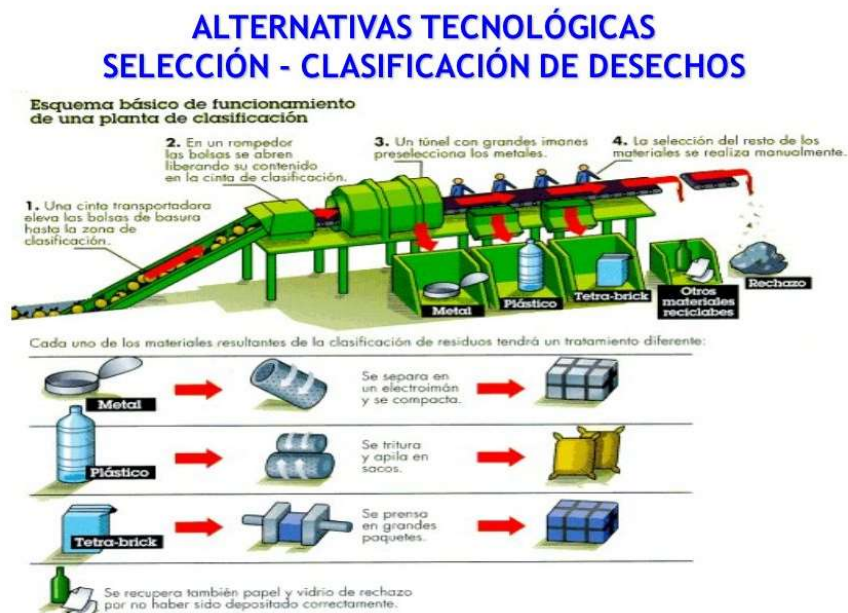 ALTERNATIVAS TECNOLÓGICAS
SELECCIÓN - CLASIFICACIÓN DE DESECHOS
Esquema básico de funcionamiento
de una planta de clasificación
1. Una cinta transportadora
eleva las bolsas de basura
hasta la zona de
clasificación.
2. En un rompedor
las bolsas se abren
liberando su contenido
en la cinta de clasificación.
3. Un túnel con grandes imanes
preselecciona los metales.
4. La selección del resto de los
materiales se realiza manualmente.
Metal
Plástico
Tetra-brick
Otros
materiales
reciclabes
Rechazo
Cada uno de los materiales resultantes de la clasificación de residuos tendrá un tratamiento diferente:
Metal
Se separa en
un electroimán
y se compacta.
Plástico
Se tritura
y apila en
sacos.
Tetra-brick
Se prensa
en grandes
paquetes.
Se recupera también papel y vidrio de rechazo
por no haber sido depositado correctamente.